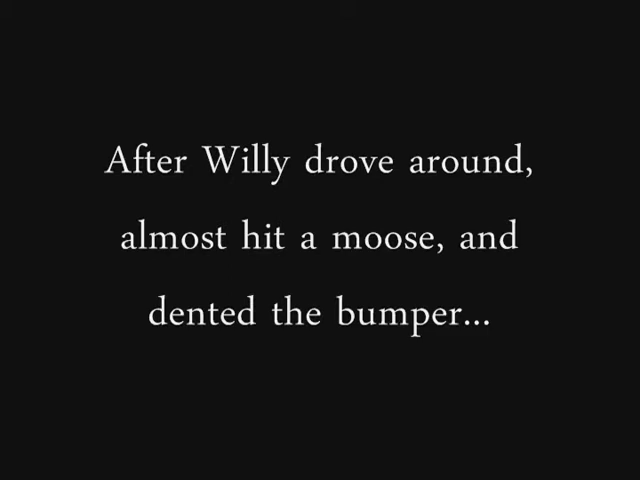 After Willy drove around,
almost hit a moose, and
dented the bumper...